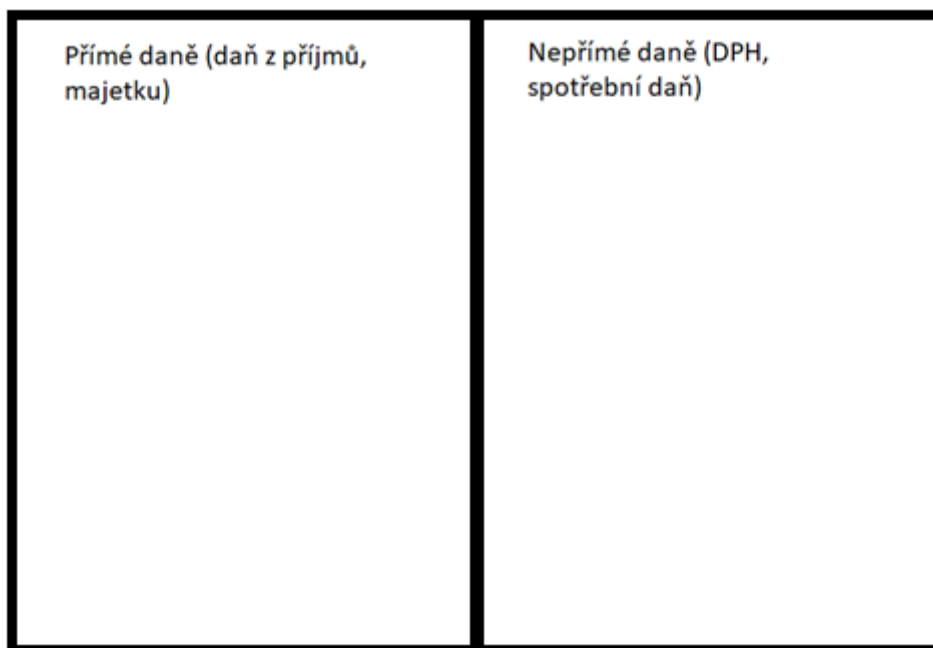 Přímé daně (daň z příjmů,
majetku)
Nepřímé daně (DPH,
spotřební daň)